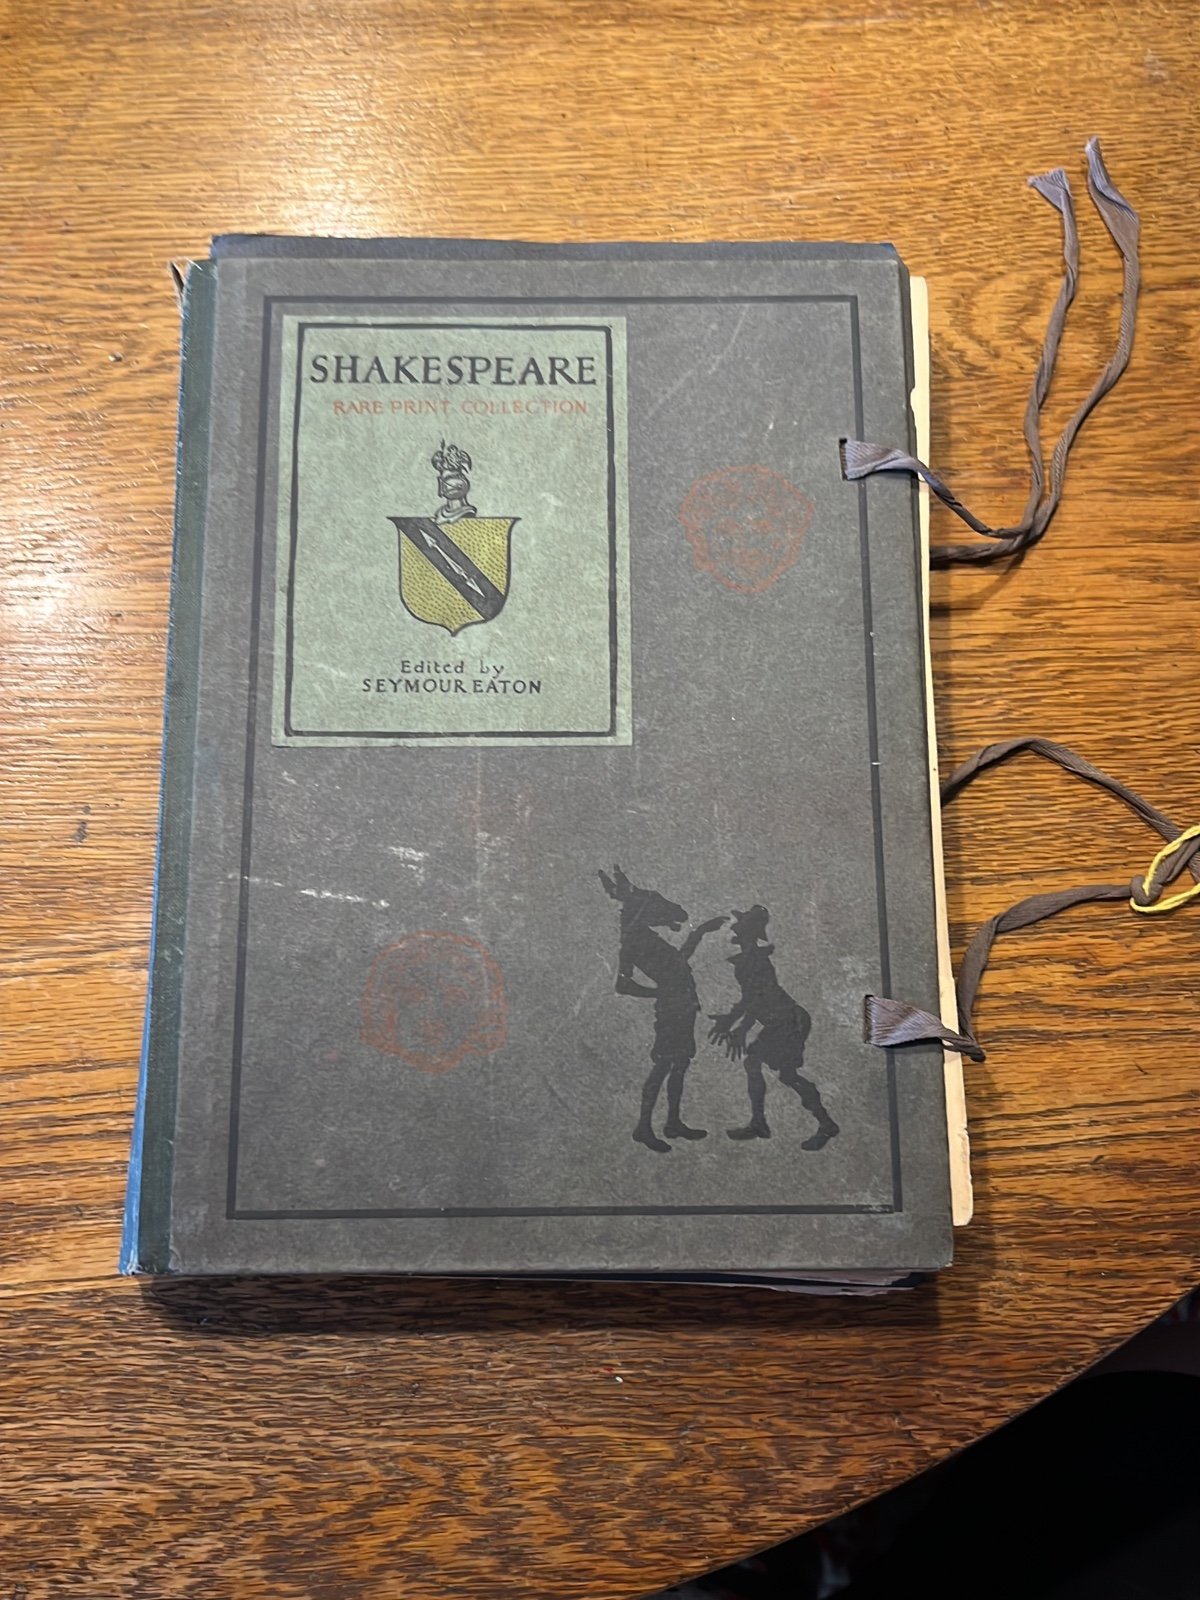 SHAKESPEARE
RARE PRINT COLLECTION
Edited by
SEYMOUR EATON